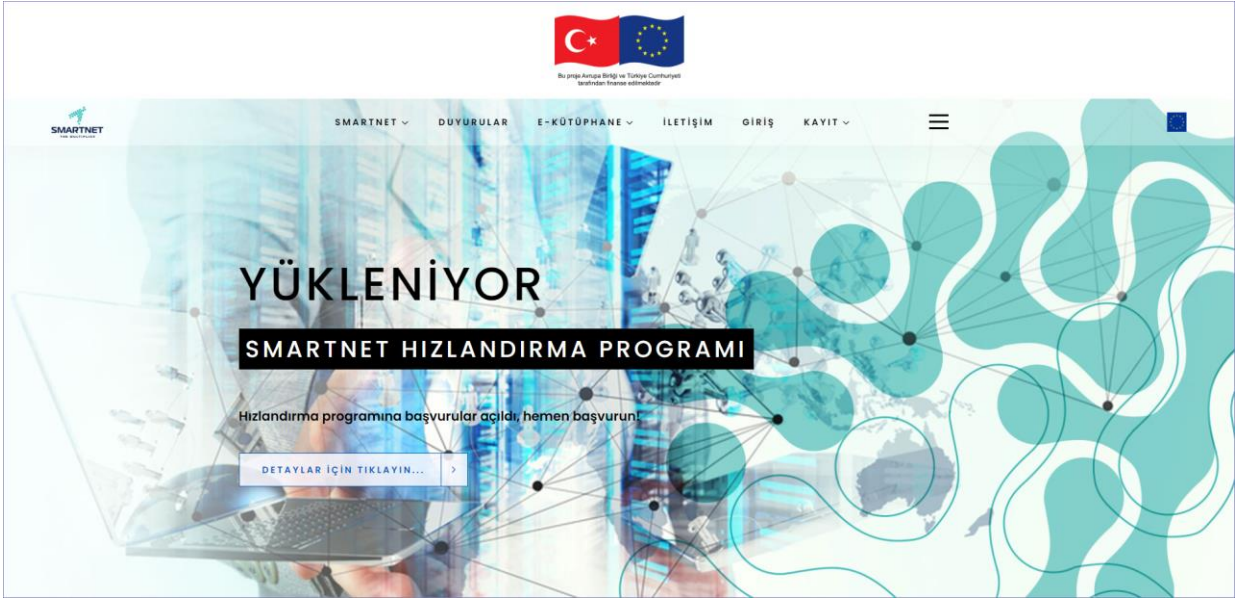 Bu proje Avrupa Birliği ve Türkiye Cumhuriyeti
tarafından finanse edilmektedir
SMARTNET
SMARTNET DUYURULAR E-KÜTÜPHANE İLETİŞİM GİRİŞ KAYIT
YÜKLENİYOR
SMARTNET HIZLANDIRMA PROGRAMI
Hızlandırma programına başvurular açıldı, hemen başvurun!
DETAYLAR İÇİN TIKLAYIN... >